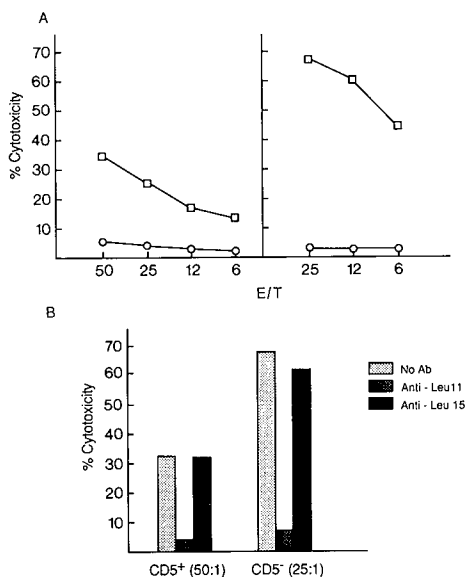 A
% Cytotoxicity
70
60
50
40
30
20
10
50 25 12 6
25 12 6
E/T
B
% Cytotoxicity
70
60
50
40
30
20
10
CD5+ (50:1)
CD5- (25:1)
No Ab
Anti - Leu11
Anti - Leu 15